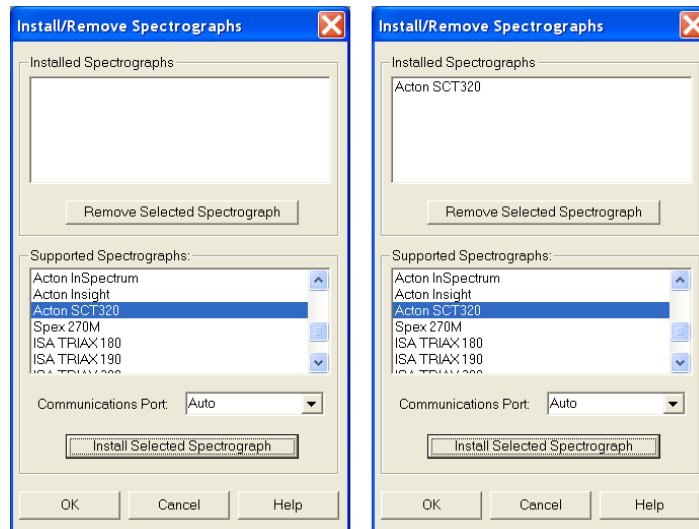 Install/Remove Spectrographs
Installed Spectrographs
Remove Selected Spectrograph
Supported Spectrographs:
Acton InSpectrum
Acton Insight
Acton SCT320
Spex 270M
ISA TRIAX 180
ISA TRIAX 190
Communications Port: Auto
Install Selected Spectrograph
OK Cancel Help
Install/Remove Spectrographs
Installed Spectrographs
Acton SCT320
Remove Selected Spectrograph
Supported Spectrographs:
Acton InSpectrum
Acton Insight
Acton SCT320
Spex 270M
ISA TRIAX 180
ISA TRIAX 190
Communications Port: Auto
Install Selected Spectrograph
OK Cancel Help